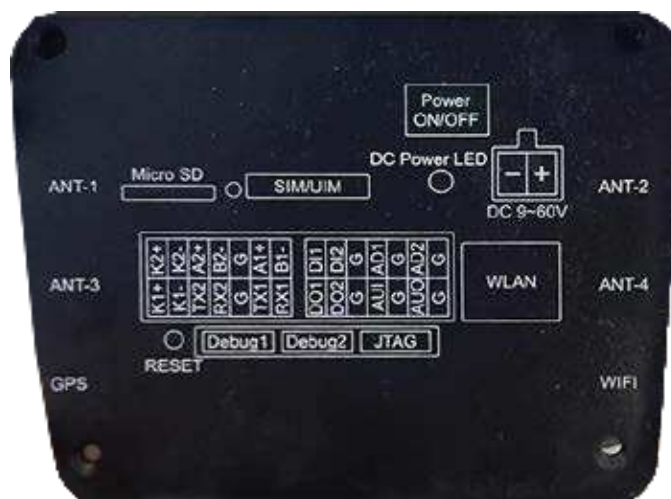 Power
ON/OFF
DC Power LED
Micro SD
SIM/UIM
ANT-1
- +
ANT-2
DC 9~60V
K1+ K2+
K1- K2-
TX2 A2+
RX2 B2-
G G
TX1 A1+
RX1 B1-
DO1 DI1
DO2 DI2
G G
AUI AD1
G G
AUO AD2
G G
ANT-3
WLAN
ANT-4
RESET
Debug1
Debug2
JTAG
GPS
WIFI